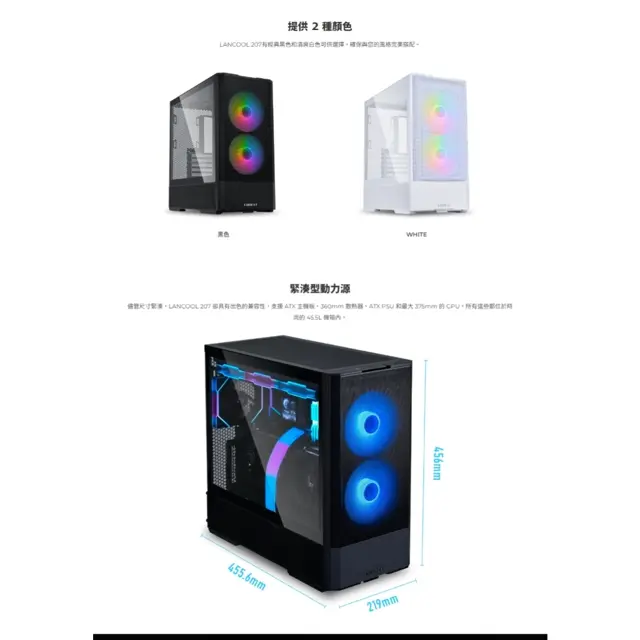 提供 2 種顏色
LANCOOL 207有經典黑色和清爽白色可供選擇，確保與您的風格完美搭配。
黑色
WHITE
緊湊型動力源
儘管尺寸緊湊，LANCOOL 207 卻具有出色的兼容性，支援 ATX 主機板、360mm 散熱器、ATX PSU 和最大 375mm 的 GPU，所有這些都位於時
尚的 45.5L 機箱內。
456mm
455.6mm
219mm